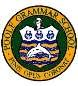 POOLE GRAMMAR SCHOOL
FINIS OPUS CORONAT